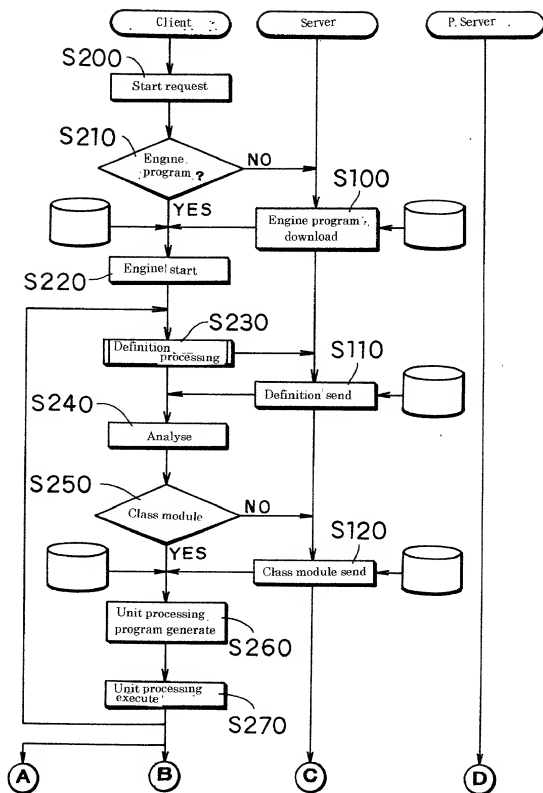 Client
Server
P. Server
S200
Start request
S210
Engine
program ?
NO
YES
S100
Engine program
download
Engine start
S220
S230
Definition
processing
S110
Definition send
S240
Analyse
S250
Class module
NO
YES
S120
Class module send
Unit processing
program generate
S260
Unit processing
execute
S270
A
B
C
D